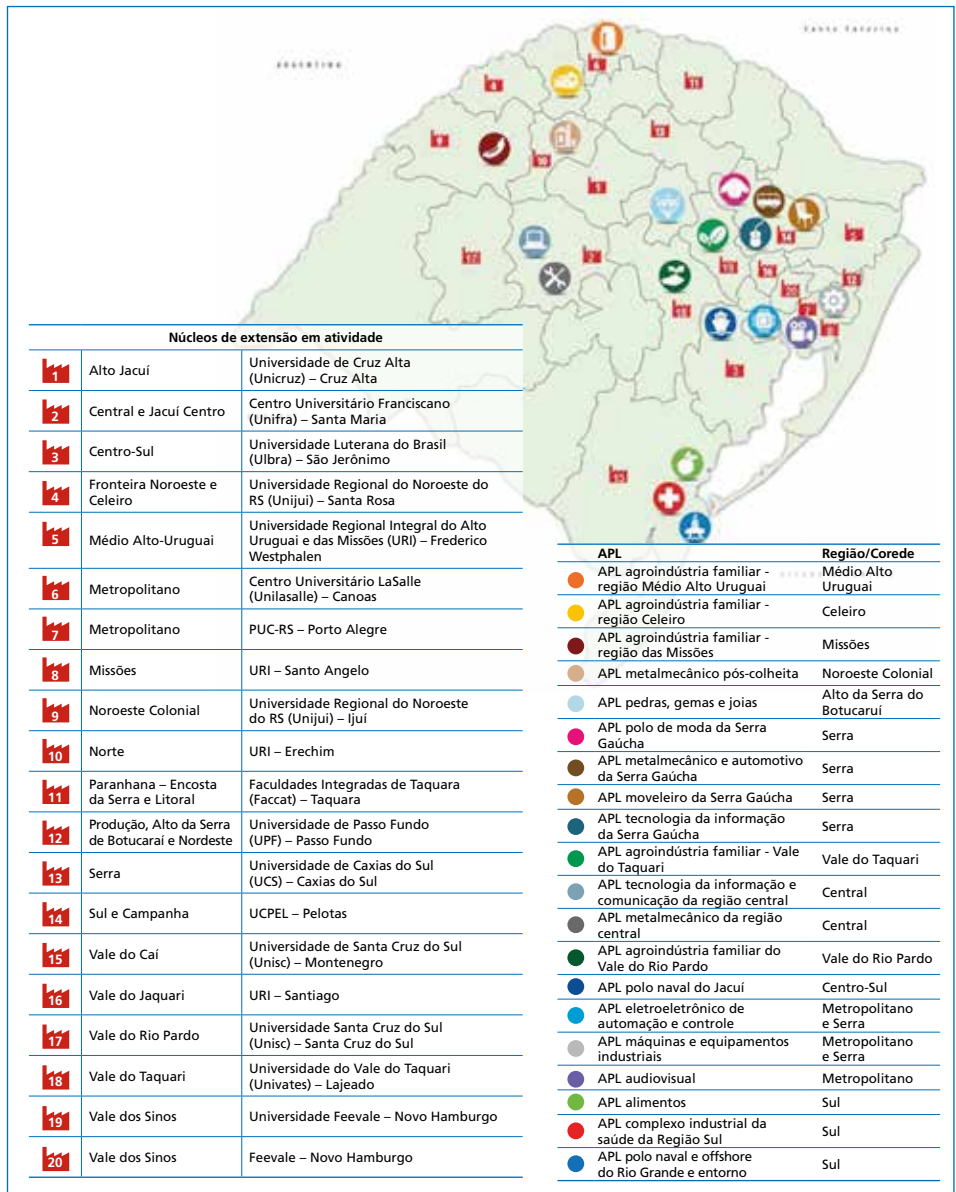 ARGENTINA
Santa Catarina
Núcleos de extensão em atividade
1
Alto Jacuí
Universidade de Cruz Alta
(Unicruz) – Cruz Alta
2
Central e Jacuí Centro
Centro Universitário Franciscano
(Unifra) – Santa Maria
3
Centro-Sul
Universidade Luterana do Brasil
(Ulbra) – São Jerônimo
4
Fronteira Noroeste e
Celeiro
Universidade Regional do Noroeste do
RS (Unijui) – Santa Rosa
5
Médio Alto-Uruguai
Universidade Regional Integral do Alto
Uruguai e das Missões (URI) – Frederico
Westphalen
6
Metropolitano
Centro Universitário LaSalle
(Unilasalle) – Canoas
7
Metropolitano
PUC-RS – Porto Alegre
8
Missões
URI – Santo Angelo
9
Noroeste Colonial
Universidade Regional do Noroeste
do RS (Unijui) – Ijuí
10
Norte
URI – Erechim
11
Paranhana – Encosta
da Serra e Litoral
Faculdades Integradas de Taquara
(Faccat) – Taquara
12
Produção, Alto da Serra
de Botucaraí e Nordeste
Universidade de Passo Fundo
(UPF) – Passo Fundo
13
Serra
Universidade de Caxias do Sul
(UCS) – Caxias do Sul
14
Sul e Campanha
UCPEL – Pelotas
15
Vale do Caí
Universidade de Santa Cruz do Sul
(Unisc) – Montenegro
16
Vale do Jaquari
URI – Santiago
17
Vale do Rio Pardo
Universidade Santa Cruz do Sul
(Unisc) – Santa Cruz do Sul
18
Vale do Taquari
Universidade do Vale do Taquari
(Univates) – Lajeado
19
Vale dos Sinos
Universidade Feevale – Novo Hamburgo
20
Vale dos Sinos
Feevale – Novo Hamburgo
APL Região/Corede
APL agroindústria familiar -
região Médio Alto Uruguai
Médio Alto
Uruguai
APL agroindústria familiar -
região Celeiro
Celeiro
APL agroindústria familiar -
região das Missões
Missões
APL metalmecânico pós-colheita
Noroeste Colonial
APL pedras, gemas e joias
Alto da Serra do
Botucaruí
APL polo de moda da Serra
Gaúcha
Serra
APL metalmecânico e automotivo
da Serra Gaúcha
Serra
APL moveleiro da Serra Gaúcha
Serra
APL tecnologia da informação
da Serra Gaúcha
Serra
APL agroindústria familiar - Vale
do Taquari
Vale do Taquari
APL tecnologia da informação e
comunicação da região central
Central
APL metalmecânico da região
central
Central
APL agroindústria familiar do
Vale do Rio Pardo
Vale do Rio Pardo
APL polo naval do Jacuí
Centro-Sul
APL eletroeletrônico de
automação e controle
Metropolitano
e Serra
APL máquinas e equipamentos
industriais
Metropolitano
e Serra
APL audiovisual
Metropolitano
APL alimentos
Sul
APL complexo industrial da
saúde da Região Sul
Sul
APL polo naval e offshore
do Rio Grande e entorno
Sul